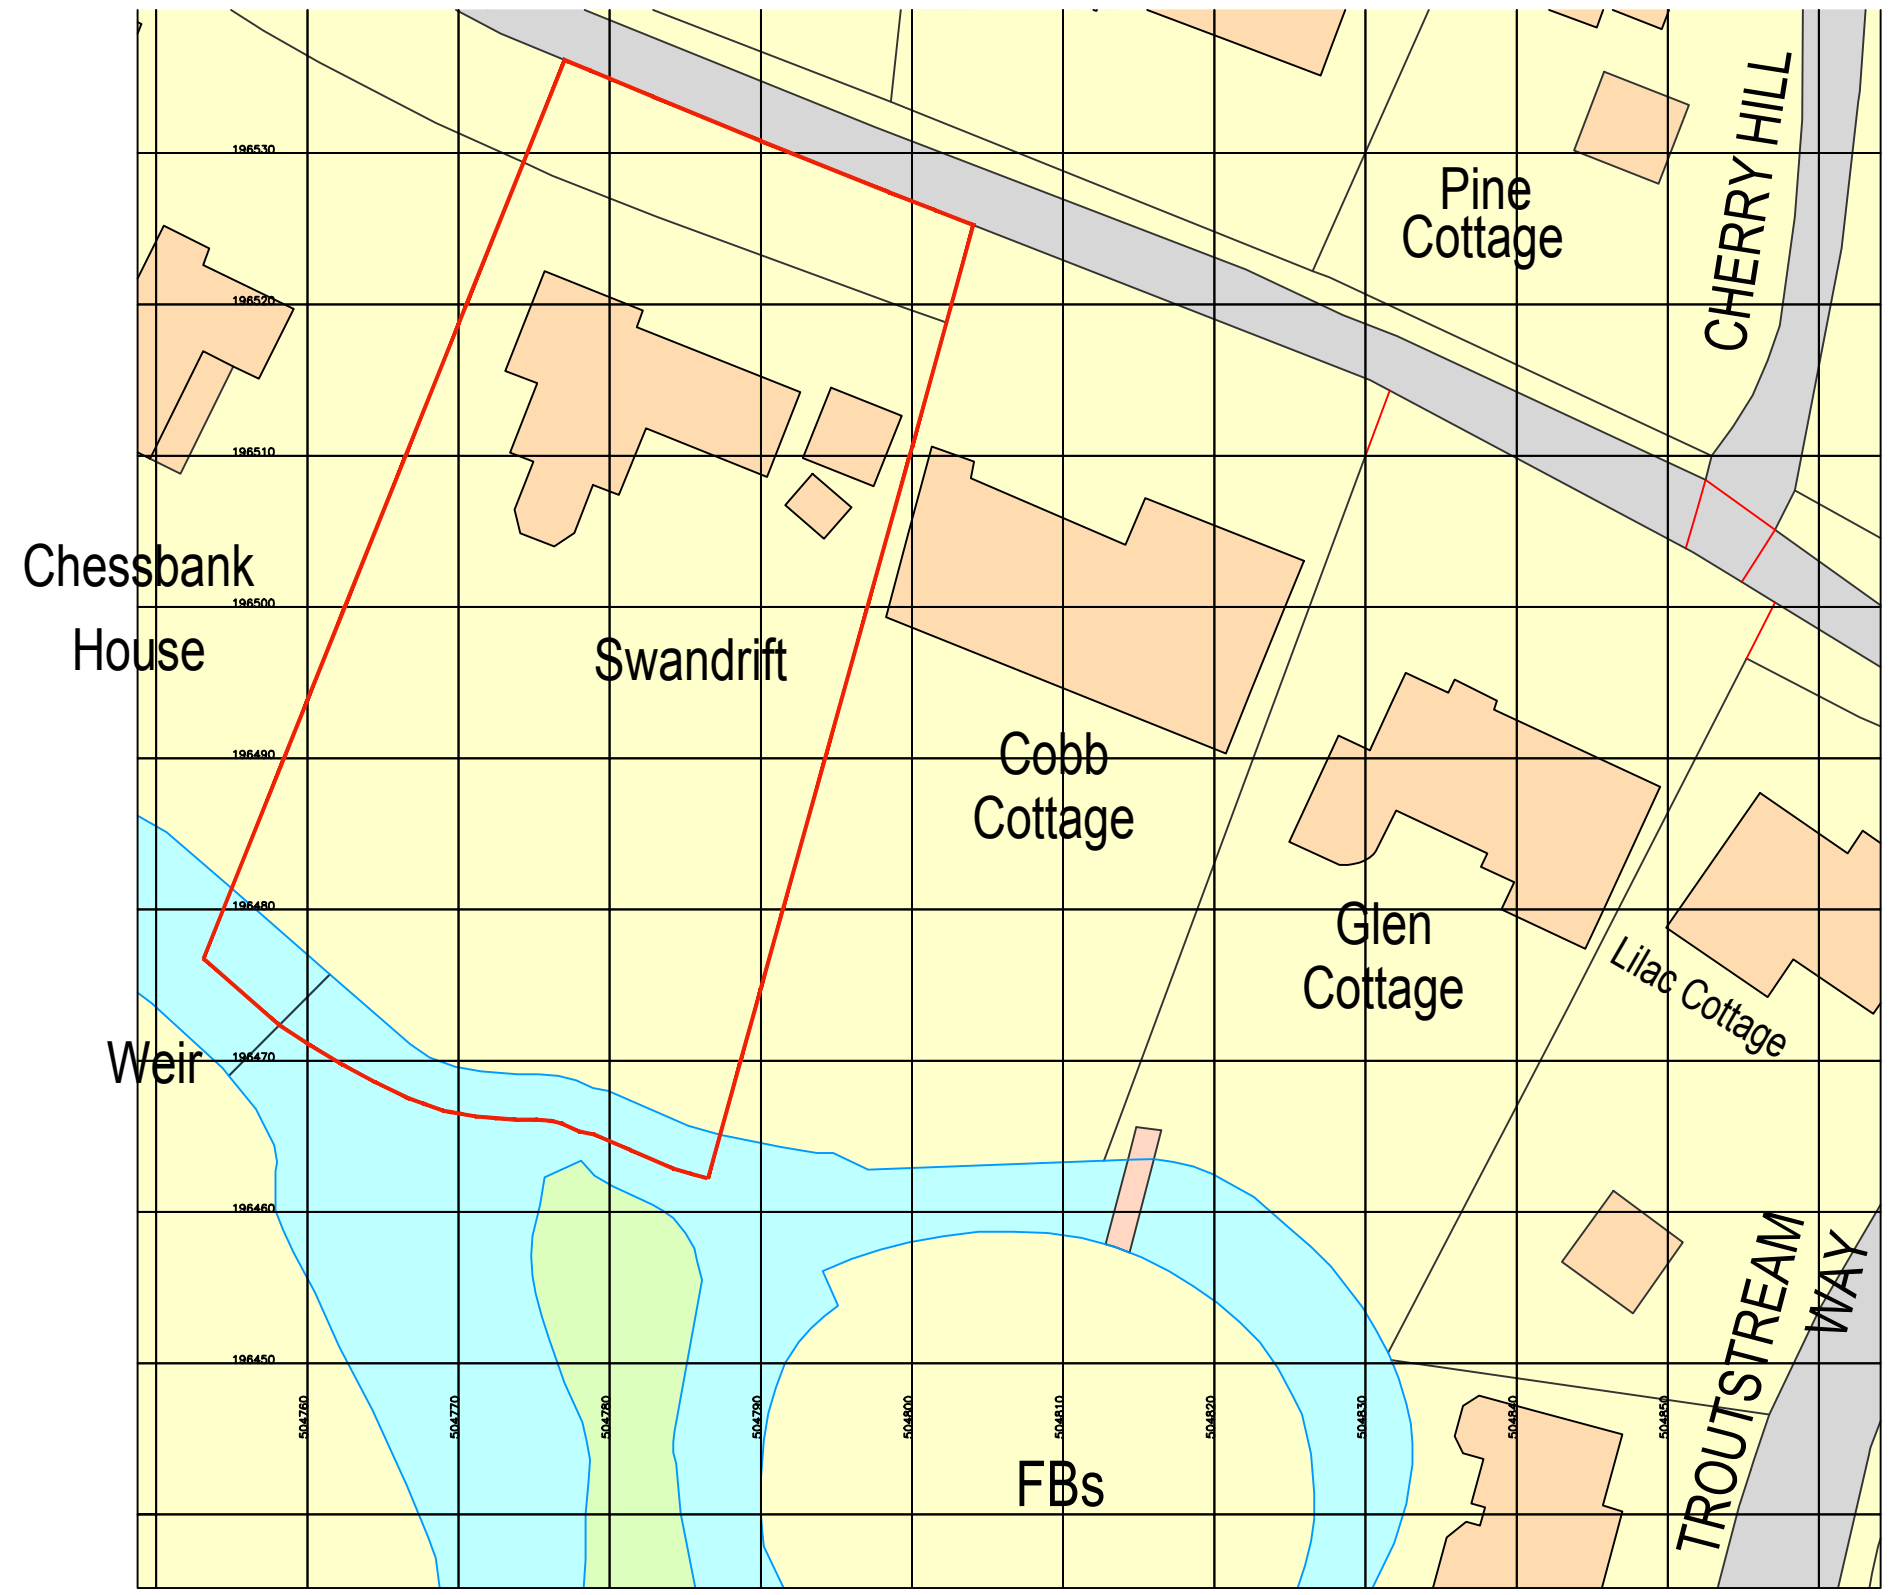 CHERRY HILL
196530
Pine
Cottage
196520
196510
Chessbank
196500
House
Swandrift
196490
Cobb
Cottage
196480
Glen
Cottage
Lilac Cottage
Weir
196470
196460
TROUTSTREAM
WAY
196450
504760
504770
504780
504790
504800
504810
504820
504830
504840
504850
FBs